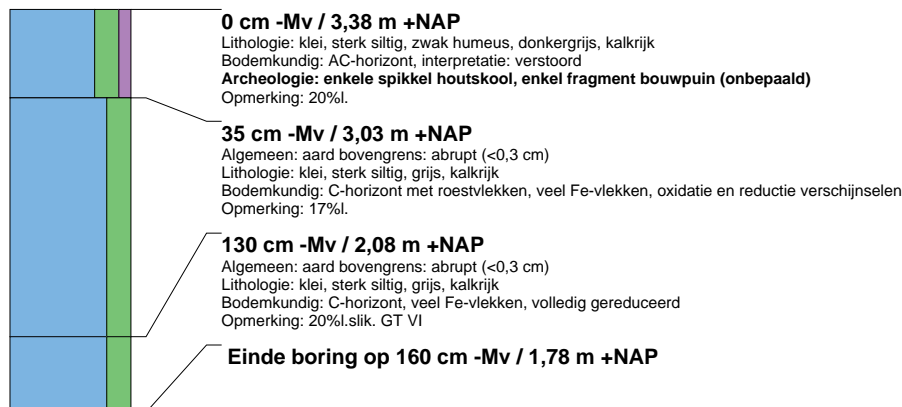 0 cm -Mv / 3,38 m +NAP
Lithologie: klei, sterk siltig, zwak humeus, donkergrijs, kalkrijk
Bodemkundig: AC-horizont, interpretatie: verstoord
Archeologie: enkele spikkel houtskool, enkel fragment bouwpuin (onbepaald)
Opmerking: 20%l.
35 cm -Mv / 3,03 m +NAP
Algemeen: aard bovengrens: abrupt (<0,3 cm)
Lithologie: klei, sterk siltig, grijs, kalkrijk
Bodemkundig: C-horizont met roestvlekken, veel Fe-vlekken, oxidatie en reductie verschijnselen
Opmerking: 17%l.
130 cm -Mv / 2,08 m +NAP
Algemeen: aard bovengrens: abrupt (<0,3 cm)
Lithologie: klei, sterk siltig, grijs, kalkrijk
Bodemkundig: C-horizont, veel Fe-vlekken, volledig gereduceerd
Opmerking: 20%l.slik. GT VI
Einde boring op 160 cm -Mv / 1,78 m +NAP